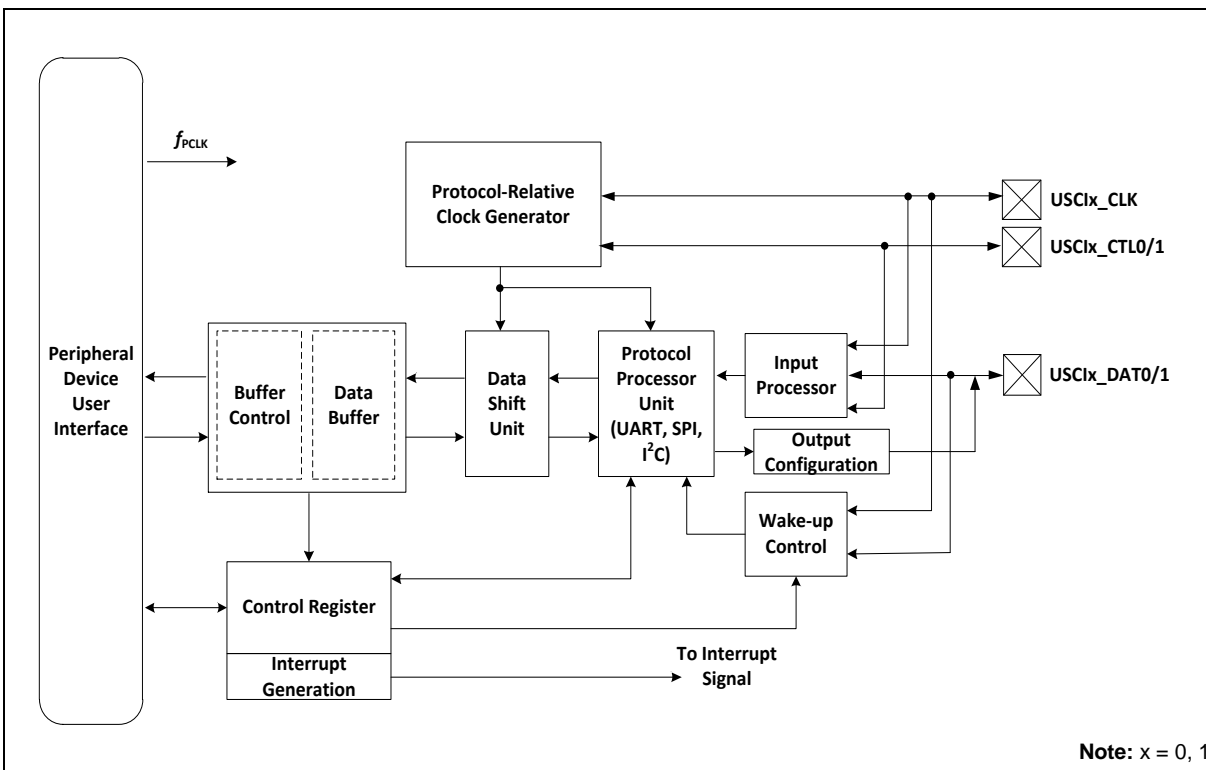 fPCLK
Protocol-Relative
Clock Generator
USCIx_CLK
USCIx_CTL0/1
Peripheral
Device
User
Interface
Buffer
Control
Data
Buffer
Data
Shift
Unit
Protocol
Processor
Unit
(UART, SPI,
I²C)
Input
Processor
USCIx_DAT0/1
Output
Configuration
Wake-up
Control
Control Register
Interrupt
Generation
To Interrupt
Signal
Note: x = 0, 1